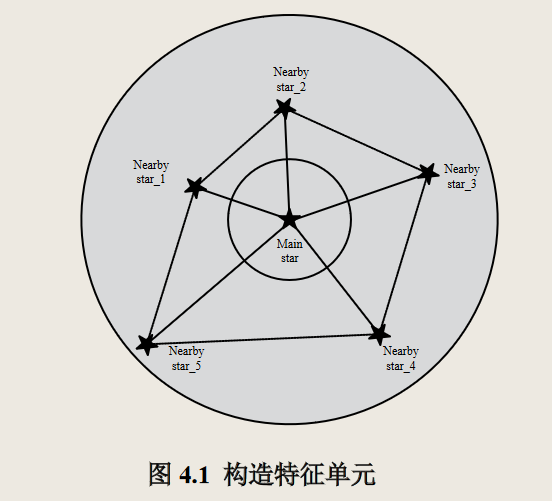 Nearby
star_2
Nearby
star_1
Nearby
star_3
Main
star
Nearby
star_5
Nearby
star_4
图 4.1 构造特征单元